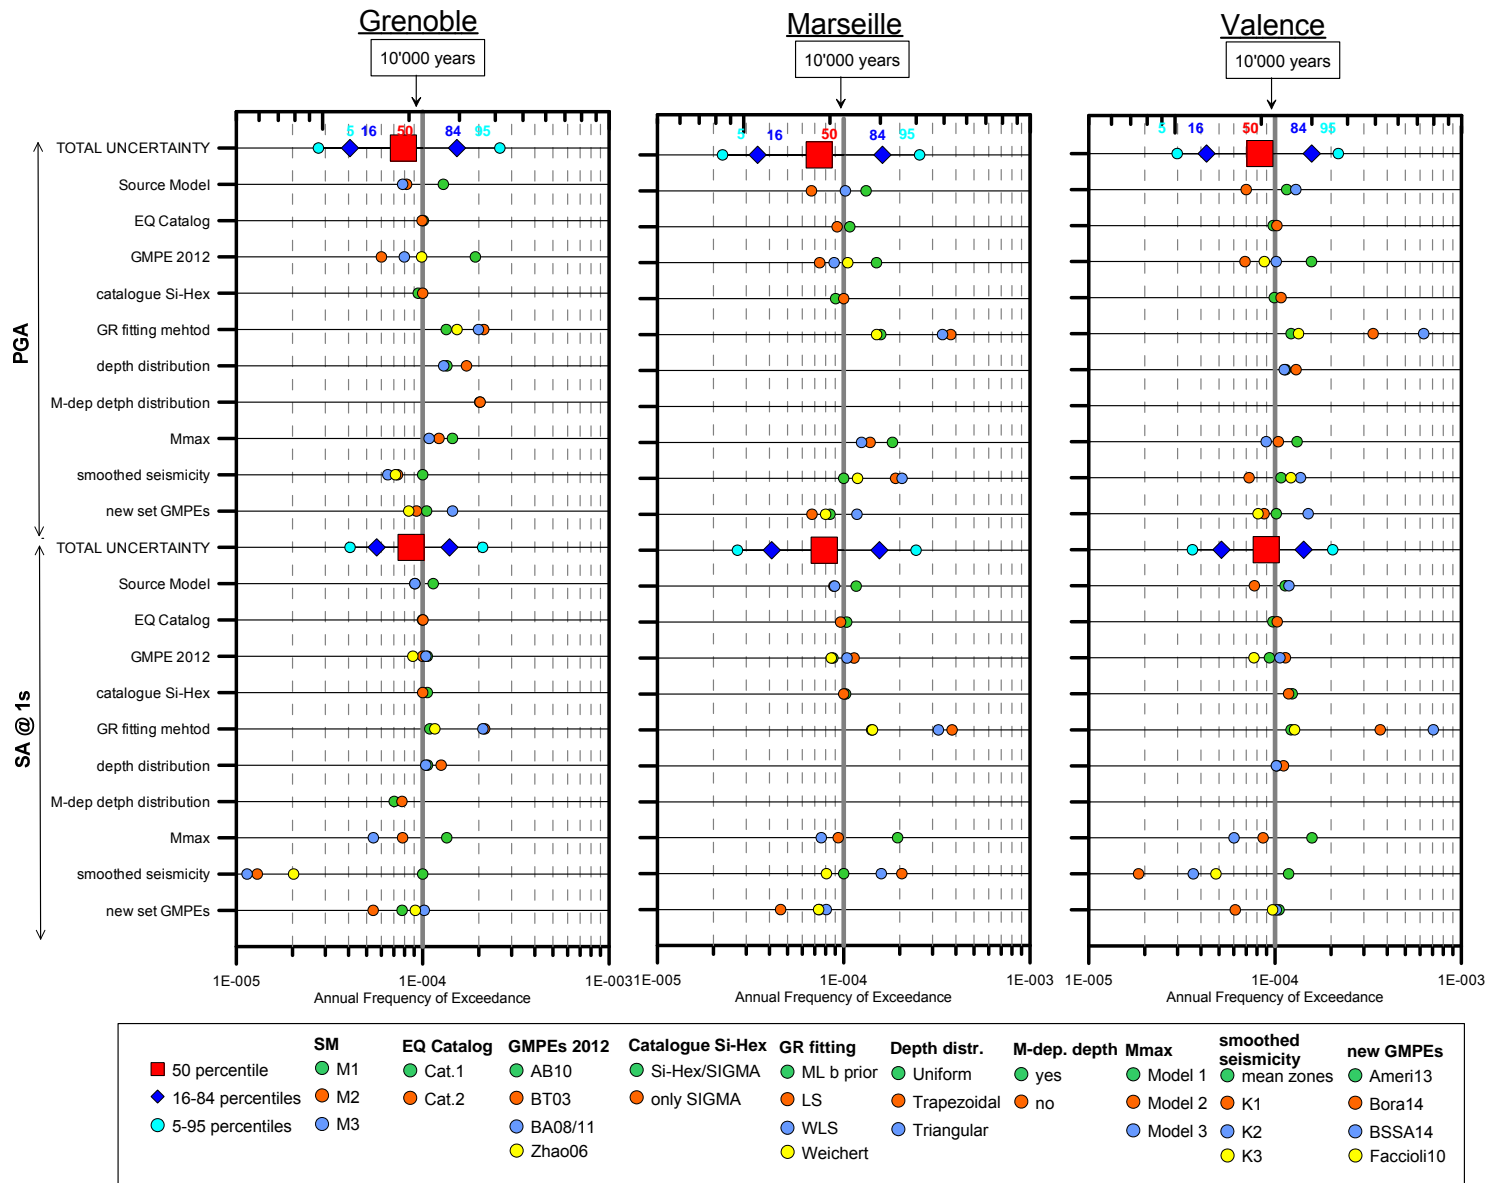 Grenoble
Marseille
Valence
10'000 years
10'000 years
10'000 years
5 16 50 84 95
5 16 50 84 95
5 16 50 84 95
PGA
TOTAL UNCERTAINTY
Source Model
EQ Catalog
GMPE 2012
catalogue Si-Hex
GR fitting mehtod
depth distribution
M-dep detph distribution
Mmax
smoothed seismicity
new set GMPEs
SA @ 1s
TOTAL UNCERTAINTY
Source Model
EQ Catalog
GMPE 2012
catalogue Si-Hex
GR fitting mehtod
depth distribution
M-dep detph distribution
Mmax
smoothed seismicity
new set GMPEs
1E-005 1E-004 1E-003
Annual Frequency of Exceedance
1E-005 1E-004 1E-003
Annual Frequency of Exceedance
1E-005 1E-004 1E-003
Annual Frequency of Exceedance
50 percentile
16-84 percentiles
5-95 percentiles
SM
M1
M2
M3
EQ Catalog
Cat.1
Cat.2
GMPEs 2012
AB10
BT03
BA08/11
Zhao06
Catalogue Si-Hex
Si-Hex/SIGMA
only SIGMA
GR fitting
ML b prior
LS
WLS
Weichert
Depth distr.
Uniform
Trapezoidal
Triangular
M-dep. depth
yes
no
Mmax
Model 1
Model 2
Model 3
smoothed
seismicity
mean zones
K1
K2
K3
new GMPEs
Ameri13
Bora14
BSSA14
Faccioli10